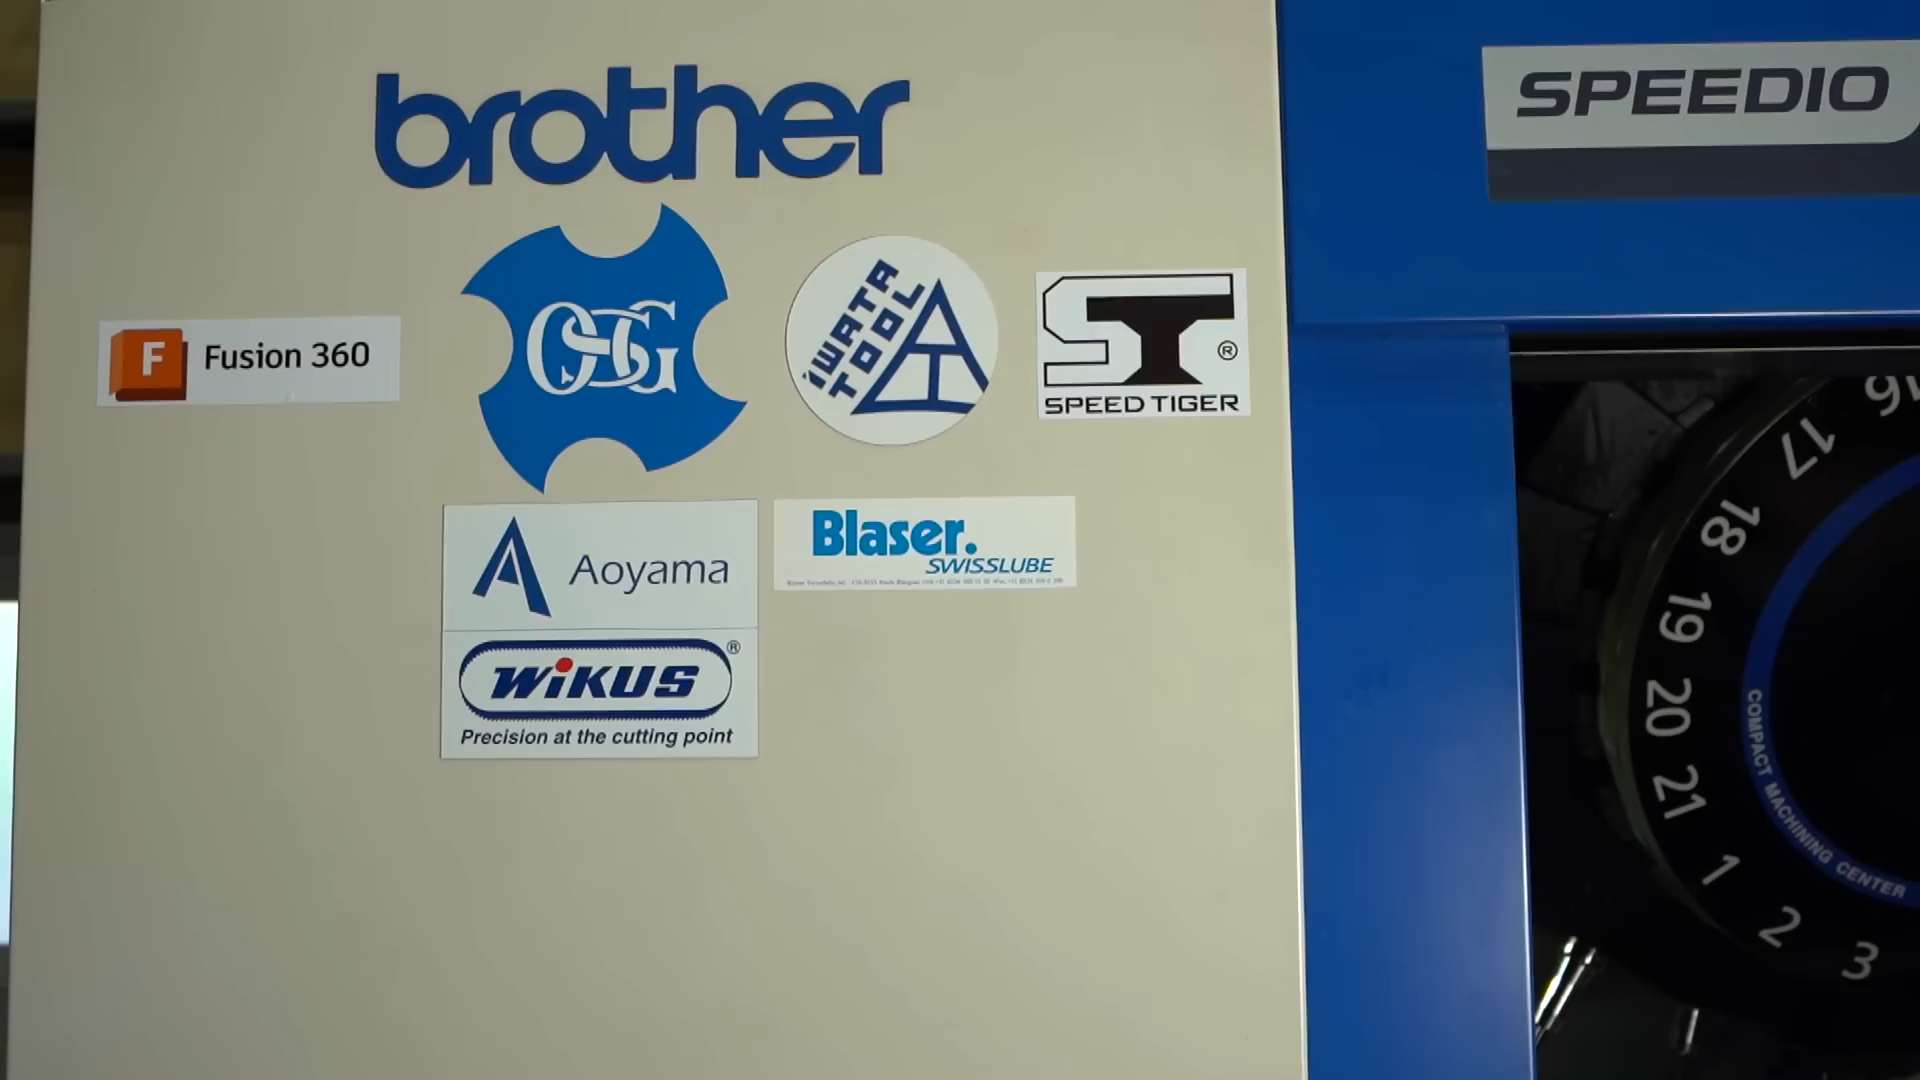 brother
SPEEDIO
F Fusion 360
OSG
IWATA
TOOL
ST ®
SPEED TIGER
Aoyama
Blaser.
SWISSLUBE
WiKUS ®
Precision at the cutting point
16
17
18
19
20
21
1
2
3
COMPACT MACHINING CENTER